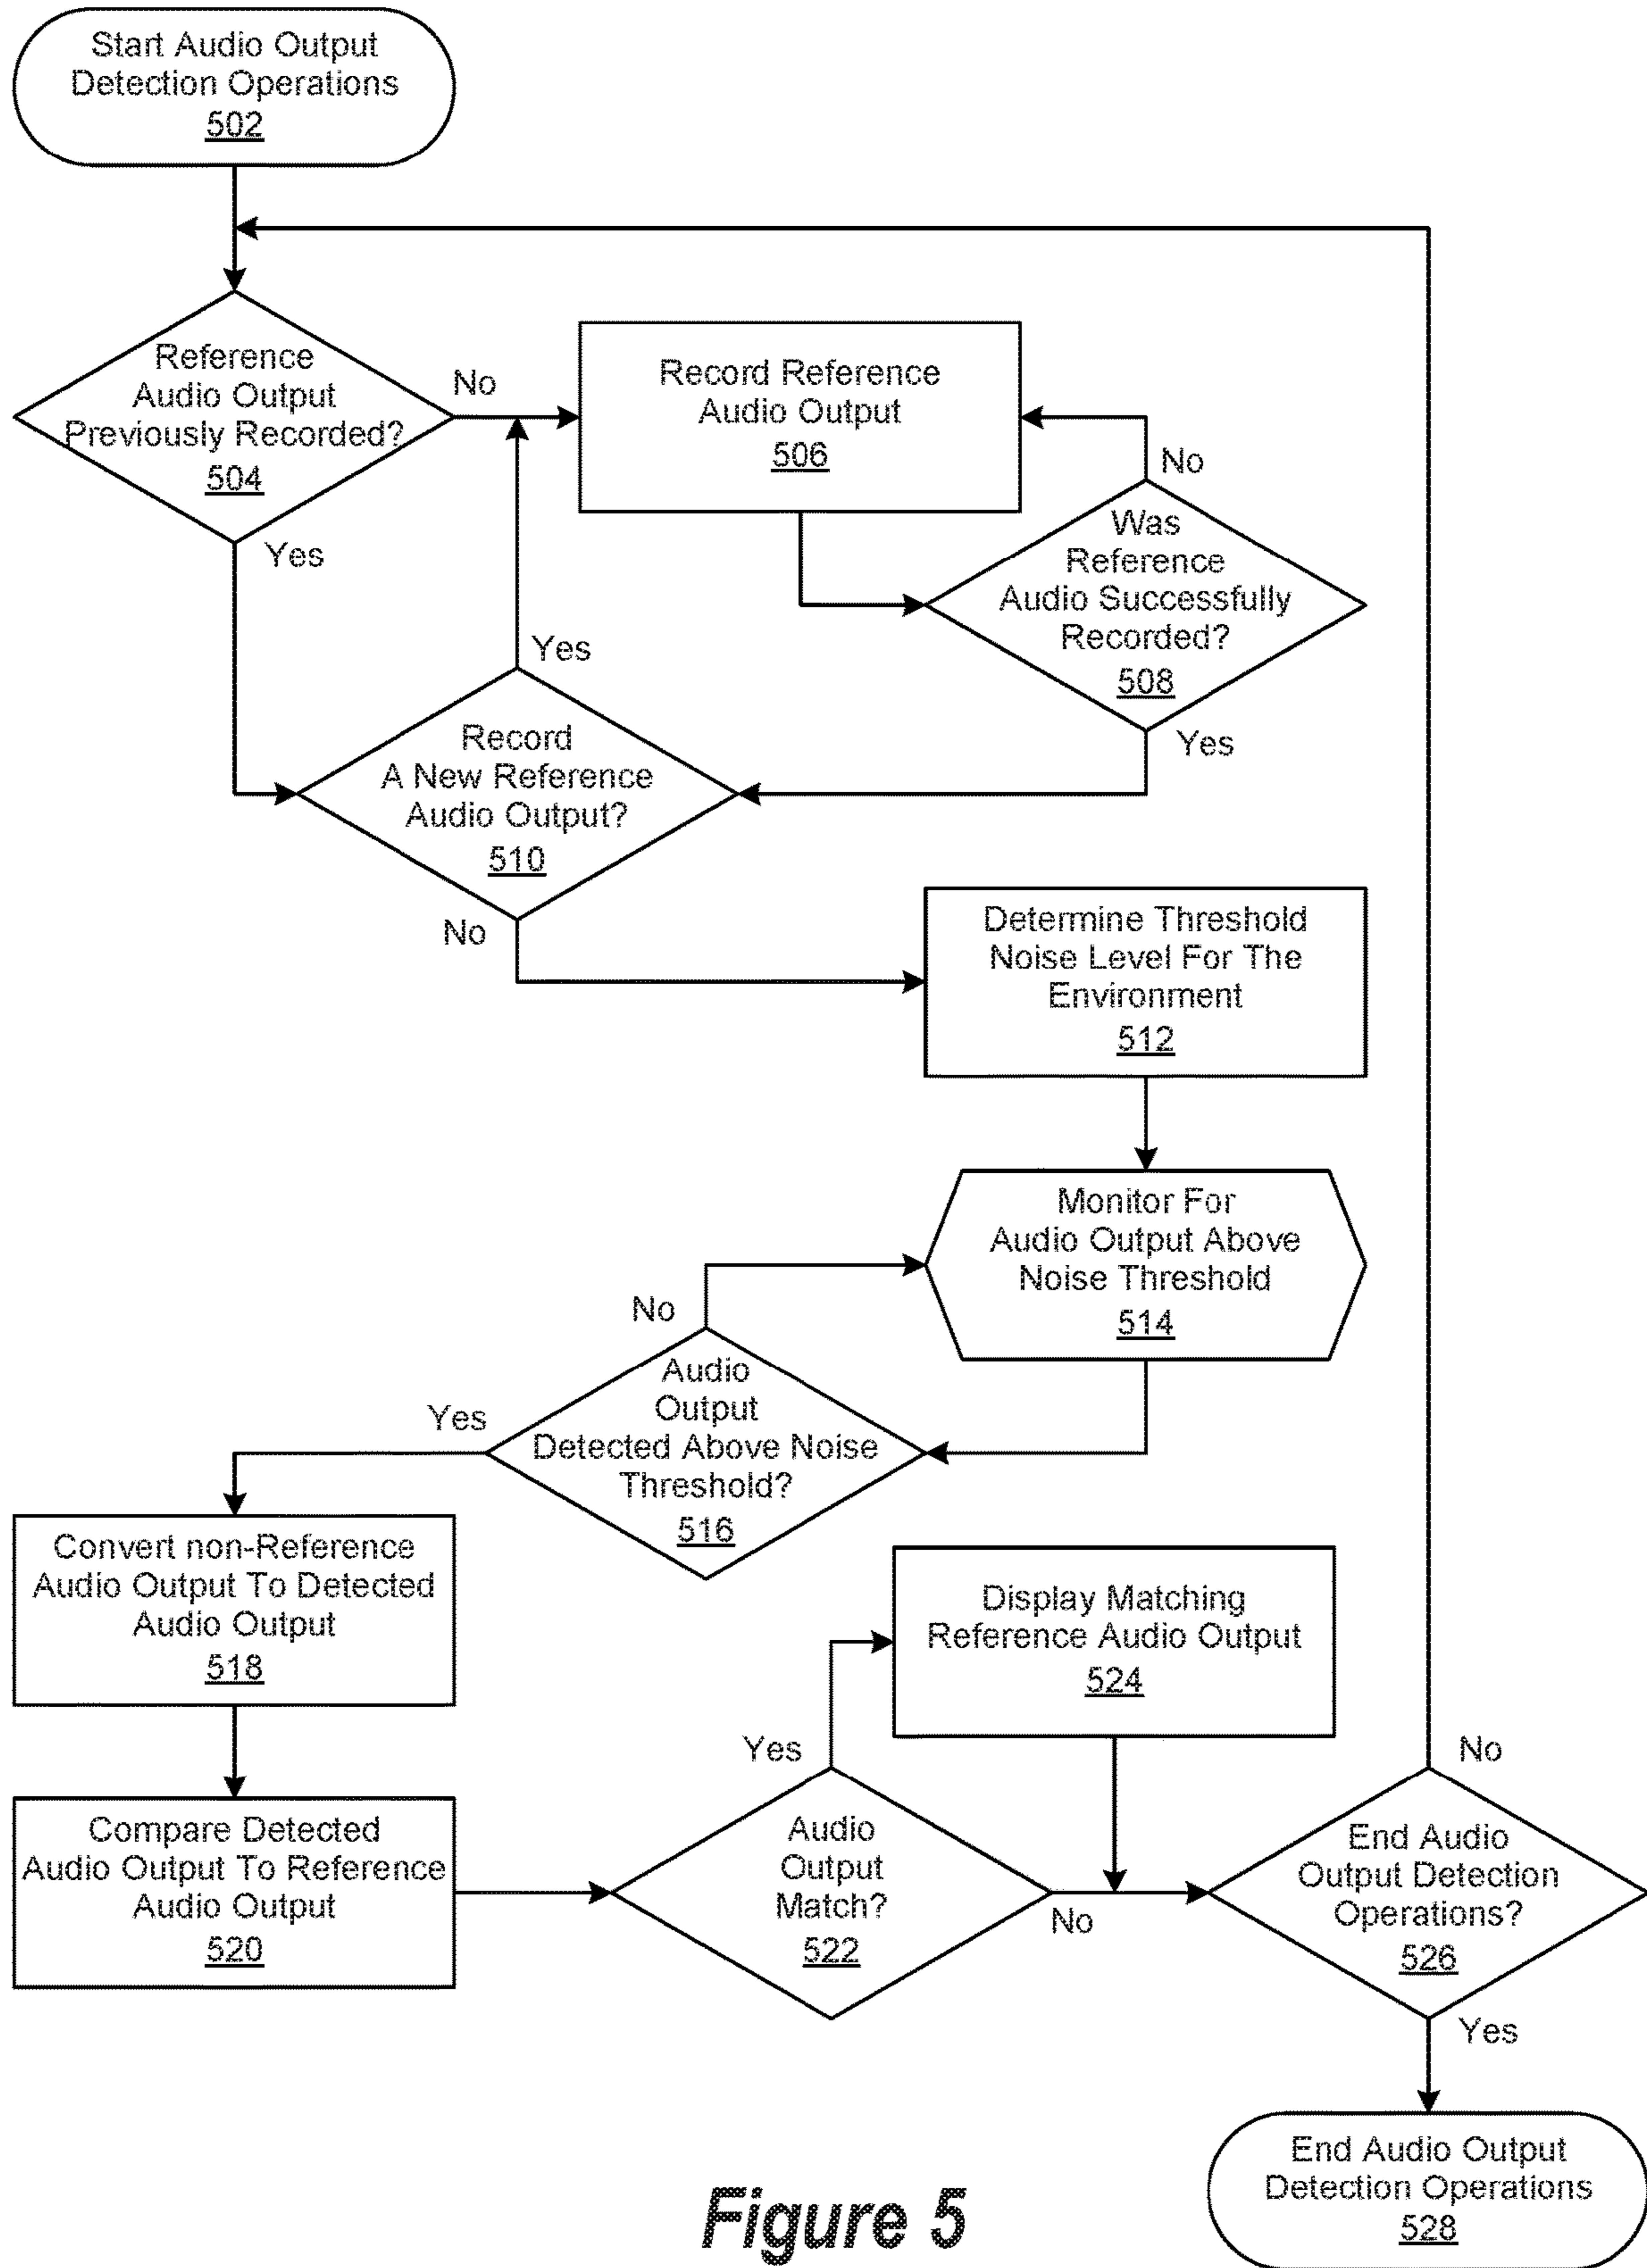 Start Audio Output
Detection Operations
502
Reference
Audio Output
Previously Recorded?
504
No
Yes
Record Reference
Audio Output
506
No
Was
Reference
Audio Successfully
Recorded?
508
Yes
Yes
Record
A New Reference
Audio Output?
510
No
Determine Threshold
Noise Level For The
Environment
512
Monitor For
Audio Output Above
Noise Threshold
514
No
Audio
Output
Detected Above Noise
Threshold?
516
Yes
Convert non-Reference
Audio Output To Detected
Audio Output
518
Compare Detected
Audio Output To Reference
Audio Output
520
Audio
Output
Match?
522
Yes
No
Display Matching
Reference Audio Output
524
No
End Audio
Output Detection
Operations?
526
Yes
End Audio Output
Detection Operations
528
Figure 5